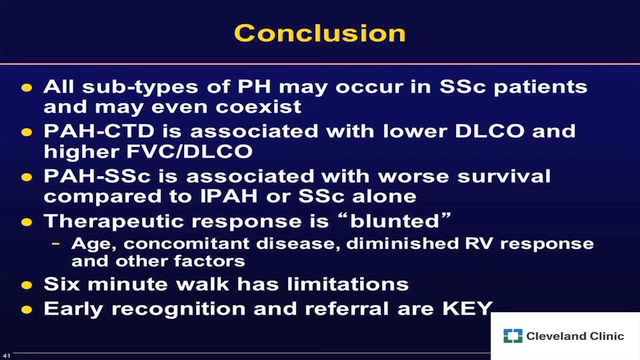 Conclusion
All sub-types of PH may occur in SSc patients
and may even coexist
PAH-CTD is associated with lower DLCO and
higher FVC/DLCO
PAH-SSc is associated with worse survival
compared to IPAH or SSc alone
Therapeutic response is “blunted”
- Age, concomitant disease, diminished RV response
and other factors
Six minute walk has limitations
Early recognition and referral are KEY
Cleveland Clinic
41